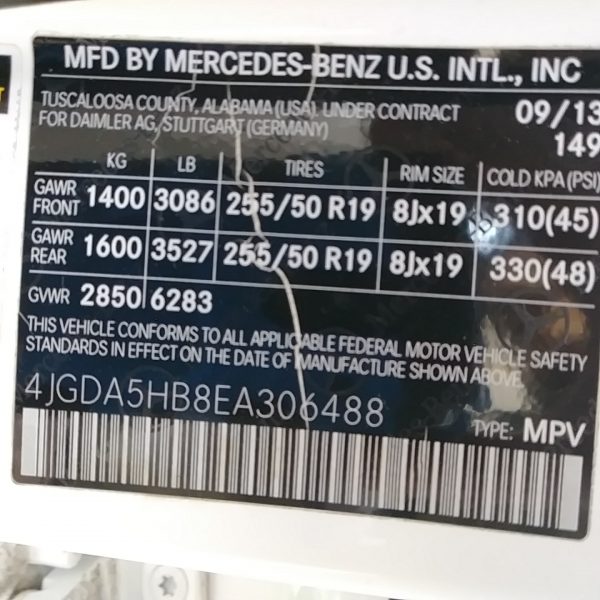 MFD BY MERCEDES-BENZ U.S. INTL., INC
TUSCALOOSA COUNTY, ALABAMA (USA). UNDER CONTRACT 09/13
FOR DAIMLER AG, STUTTGART (GERMANY) 149
KG LB TIRES RIM SIZE COLD KPA (PSI)
GAWR FRONT 1400 3086 255/50 R19 8Jx19 310(45)
GAWR REAR 1600 3527 255/50 R19 8Jx19 330(48)
GVWR 2850 6283
THIS VEHICLE CONFORMS TO ALL APPLICABLE FEDERAL MOTOR VEHICLE SAFETY
STANDARDS IN EFFECT ON THE DATE OF MANUFACTURE SHOWN ABOVE.
4JGDA5HB8EA306488
TYPE: MPV